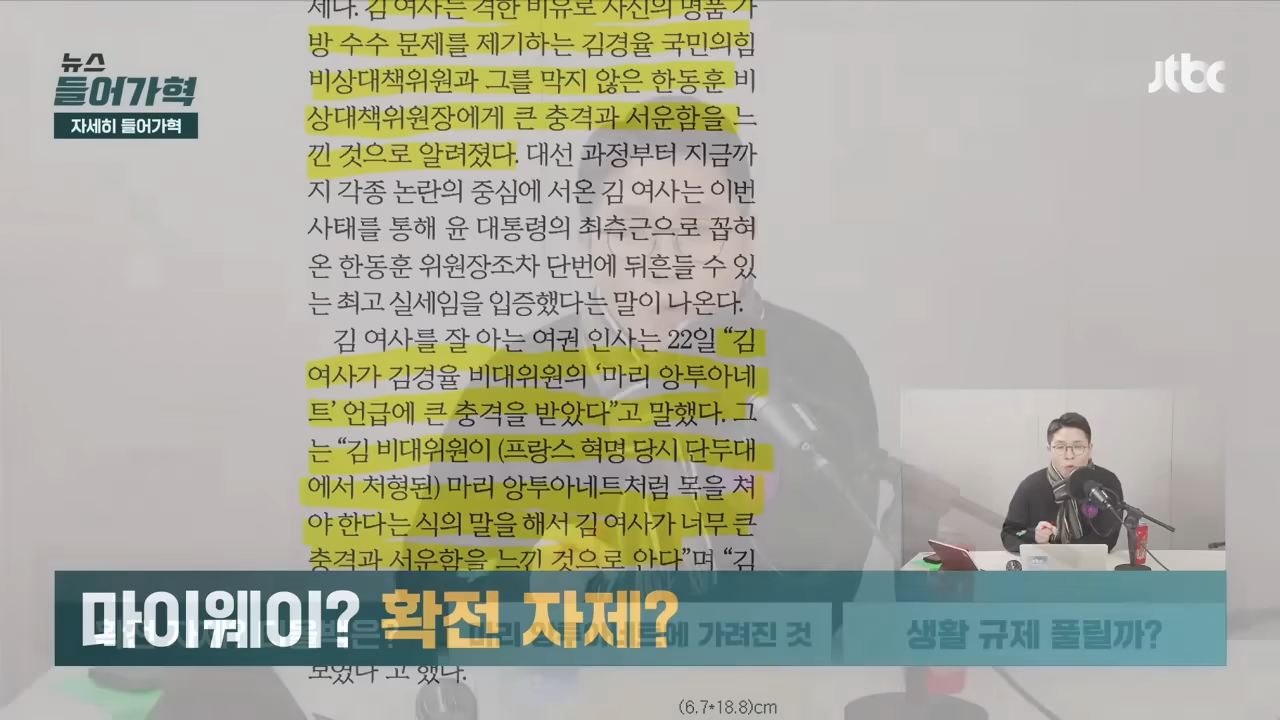 뉴스
들어가혁
자세히 들어가혁
jtbc
세다. 김 여사는 격한 비유로 자신의 명품 가
방 수수 문제를 제기하는 김경율 국민의힘
비상대책위원과 그를 막지 않은 한동훈 비
상대책위원장에게 큰 충격과 서운함을 느
낀 것으로 알려졌다. 대선 과정부터 지금까
지 각종 논란의 중심에 서온 김 여사는 이번
사태를 통해 윤 대통령의 최측근으로 꼽혀
온 한동훈 위원장조차 단번에 뒤흔들 수 있
는 최고 실세임을 입증했다는 말이 나온다.
김 여사를 잘 아는 여권 인사는 22일 “김
여사가 김경율 비대위원의 ‘마리 앙투아네
트’ 언급에 큰 충격을 받았다”고 말했다. 그
는 “김 비대위원이 (프랑스 혁명 당시 단두대
에서 처형된) 마리 앙투아네트처럼 목을 쳐
야 한다는 식의 말을 해서 김 여사가 너무 큰
충격과 서운함을 느낀 것으로 안다”며 “김
마이웨이? 확전 자제?
가려진 것
생활 규제 풀릴까?
보였다”고 했다.
(6.7*18.8)cm